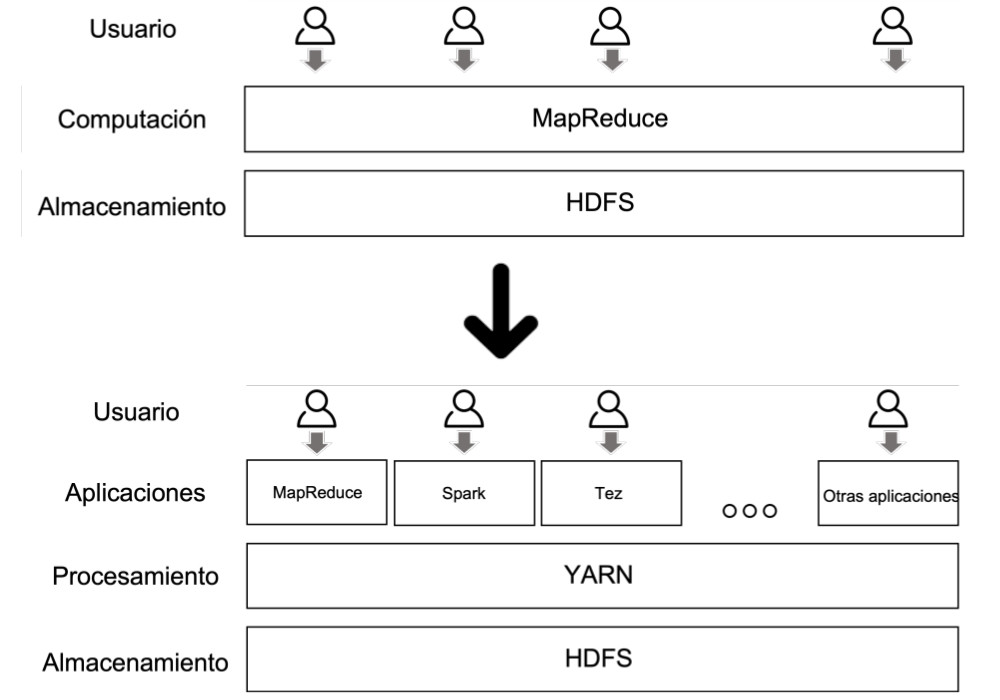 Usuario
Computación
MapReduce
Almacenamiento
HDFS
Usuario
Aplicaciones
MapReduce
Spark
Tez
Otras aplicaciones
Procesamiento
YARN
Almacenamiento
HDFS